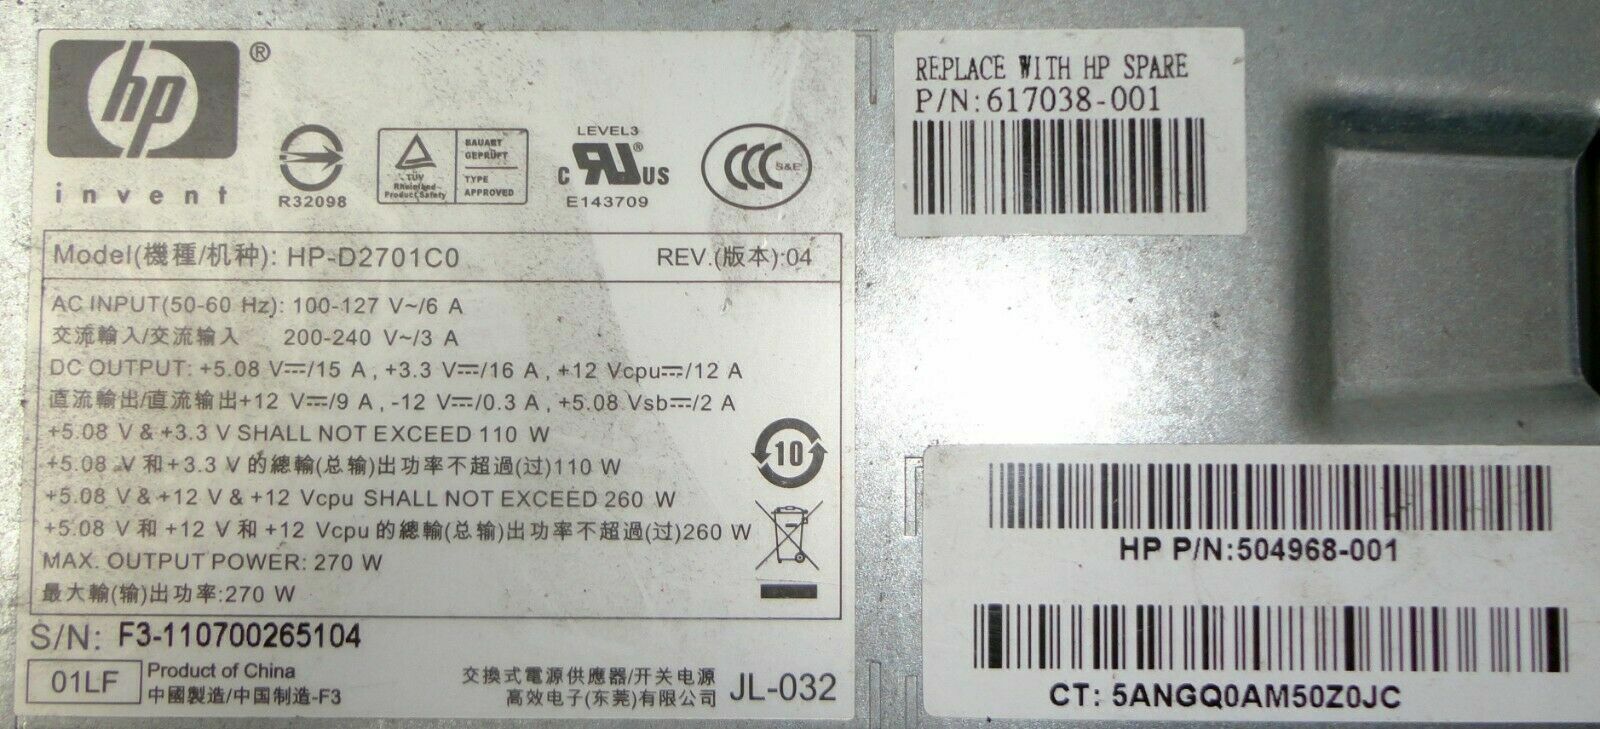 hp ®
invent
R32098
TÜV
Rheinland
Product Safety
BAUART
GEPRÜFT
TYPE
APPROVED
LEVEL3
c RU® US
E143709
CCC S&E
Model(機種/机种): HP-D2701C0 REV.(版本):04
AC INPUT(50-60 Hz): 100-127 V~/6 A
交流輸入/交流输入 200-240 V~/3 A
DC OUTPUT: +5.08 V⎓/15 A , +3.3 V⎓/16 A , +12 Vcpu⎓/12 A
直流輸出/直流输出+12 V⎓/9 A , -12 V⎓/0.3 A , +5.08 Vsb⎓/2 A
+5.08 V & +3.3 V SHALL NOT EXCEED 110 W
+5.08 V 和+3.3 V 的總輸(总输)出功率不超過(过)110 W
+5.08 V & +12 V & +12 Vcpu SHALL NOT EXCEED 260 W
+5.08 V 和 +12 V 和 +12 Vcpu 的總輸(总输)出功率不超過(过)260 W
MAX. OUTPUT POWER: 270 W
最大輸(输)出功率:270 W
10
S/N: F3-110700265104
01LF
Product of China
中國製造/中国制造-F3
交換式電源供應器/开关电源
高效电子(东莞)有限公司
JL-032
REPLACE WITH HP SPARE
P/N:617038-001
HP P/N:504968-001
CT: 5ANGQ0AM50Z0JC